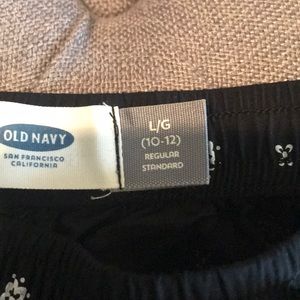 OLD NAVY
SAN FRANCISCO
CALIFORNIA
L/G
(10-12)
REGULAR
STANDARD